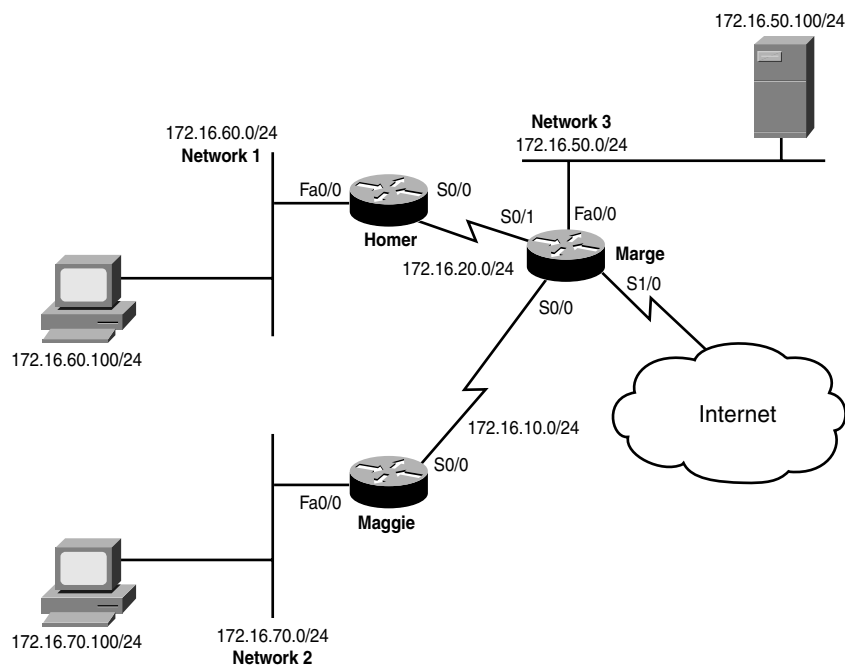 172.16.50.100/24
172.16.60.0/24
Network 1
Network 3
172.16.50.0/24
Fa0/0
S0/0
Homer
S0/1
Fa0/0
Marge
172.16.20.0/24
S1/0
S0/0
172.16.60.100/24
Internet
172.16.10.0/24
S0/0
Fa0/0
Maggie
172.16.70.100/24
172.16.70.0/24
Network 2